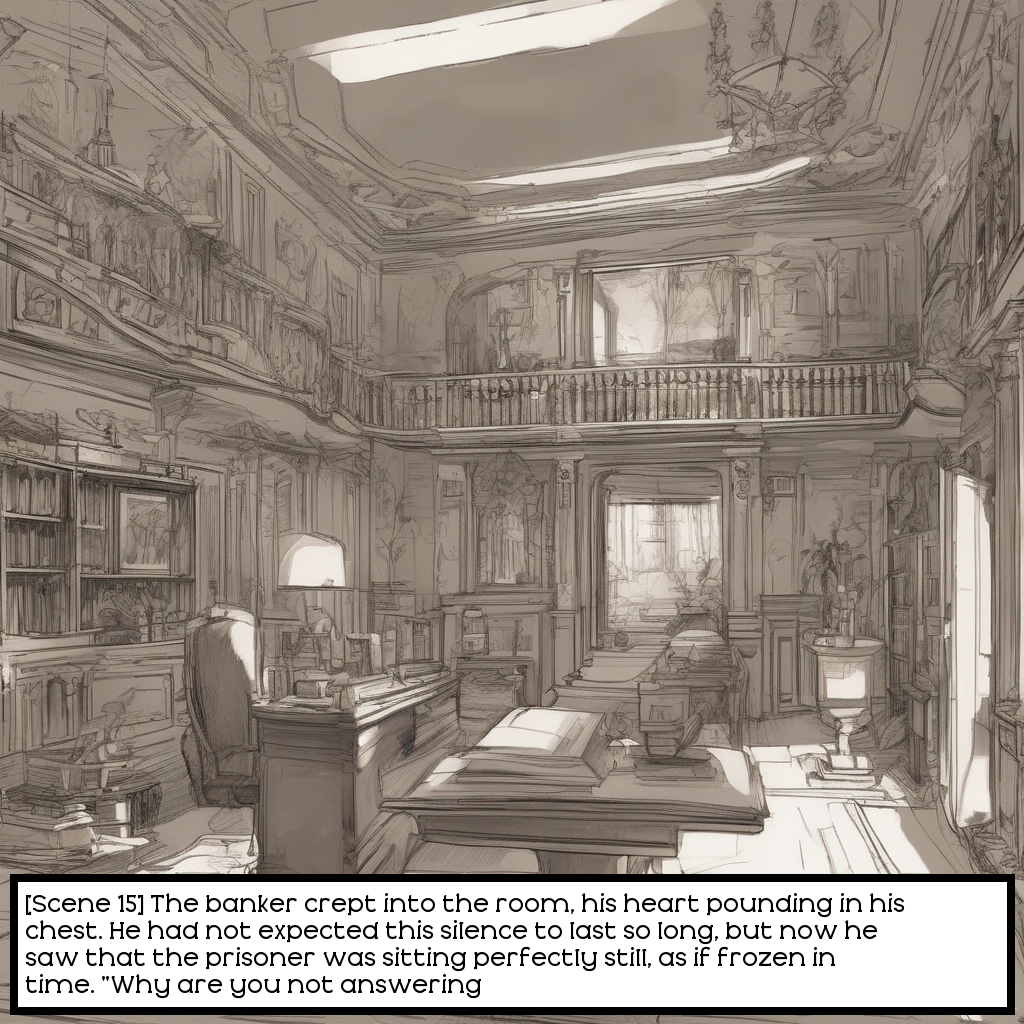 [Scene 15] The banker crept into the room, his heart pounding in his
chest. He had not expected this silence to last so long, but now he
saw that the prisoner was sitting perfectly still, as if frozen in
time. "Why are you not answering